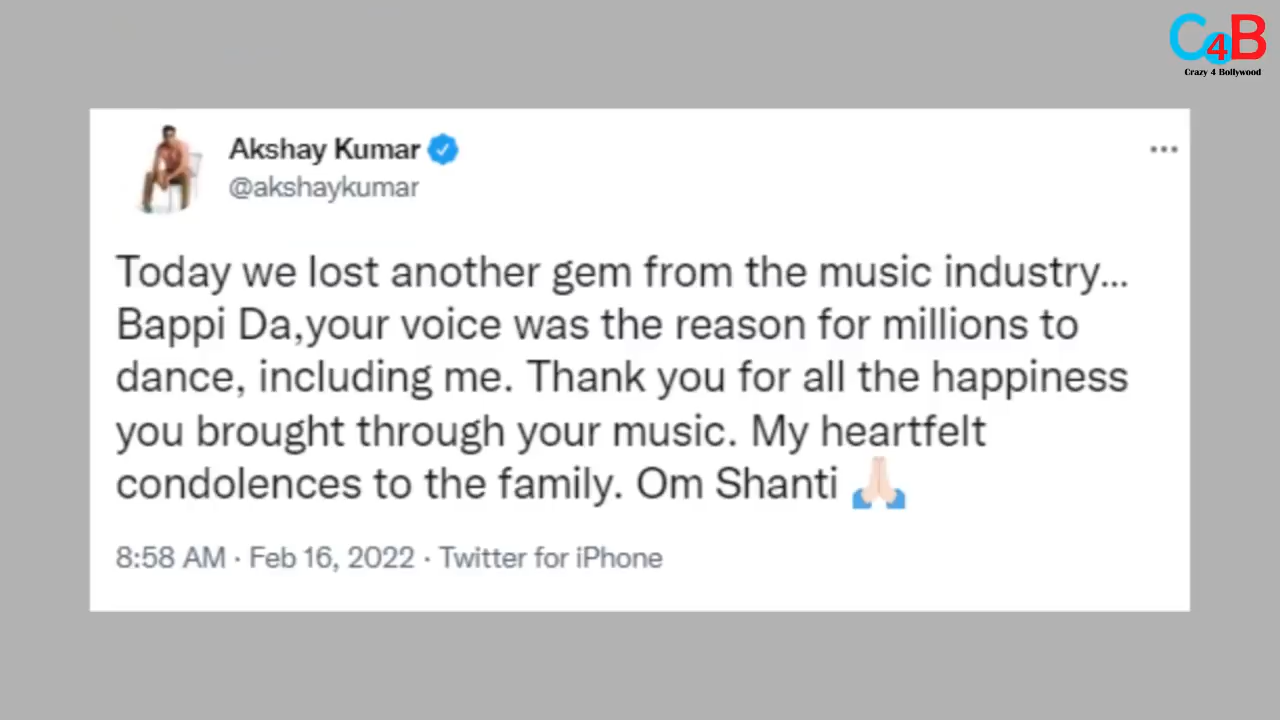 C4B
Crazy 4 Bollywood
Akshay Kumar
@akshaykumar
Today we lost another gem from the music industry...
Bappi Da,your voice was the reason for millions to
dance, including me. Thank you for all the happiness
you brought through your music. My heartfelt
condolences to the family. Om Shanti 🙏🏻
8:58 AM · Feb 16, 2022 · Twitter for iPhone